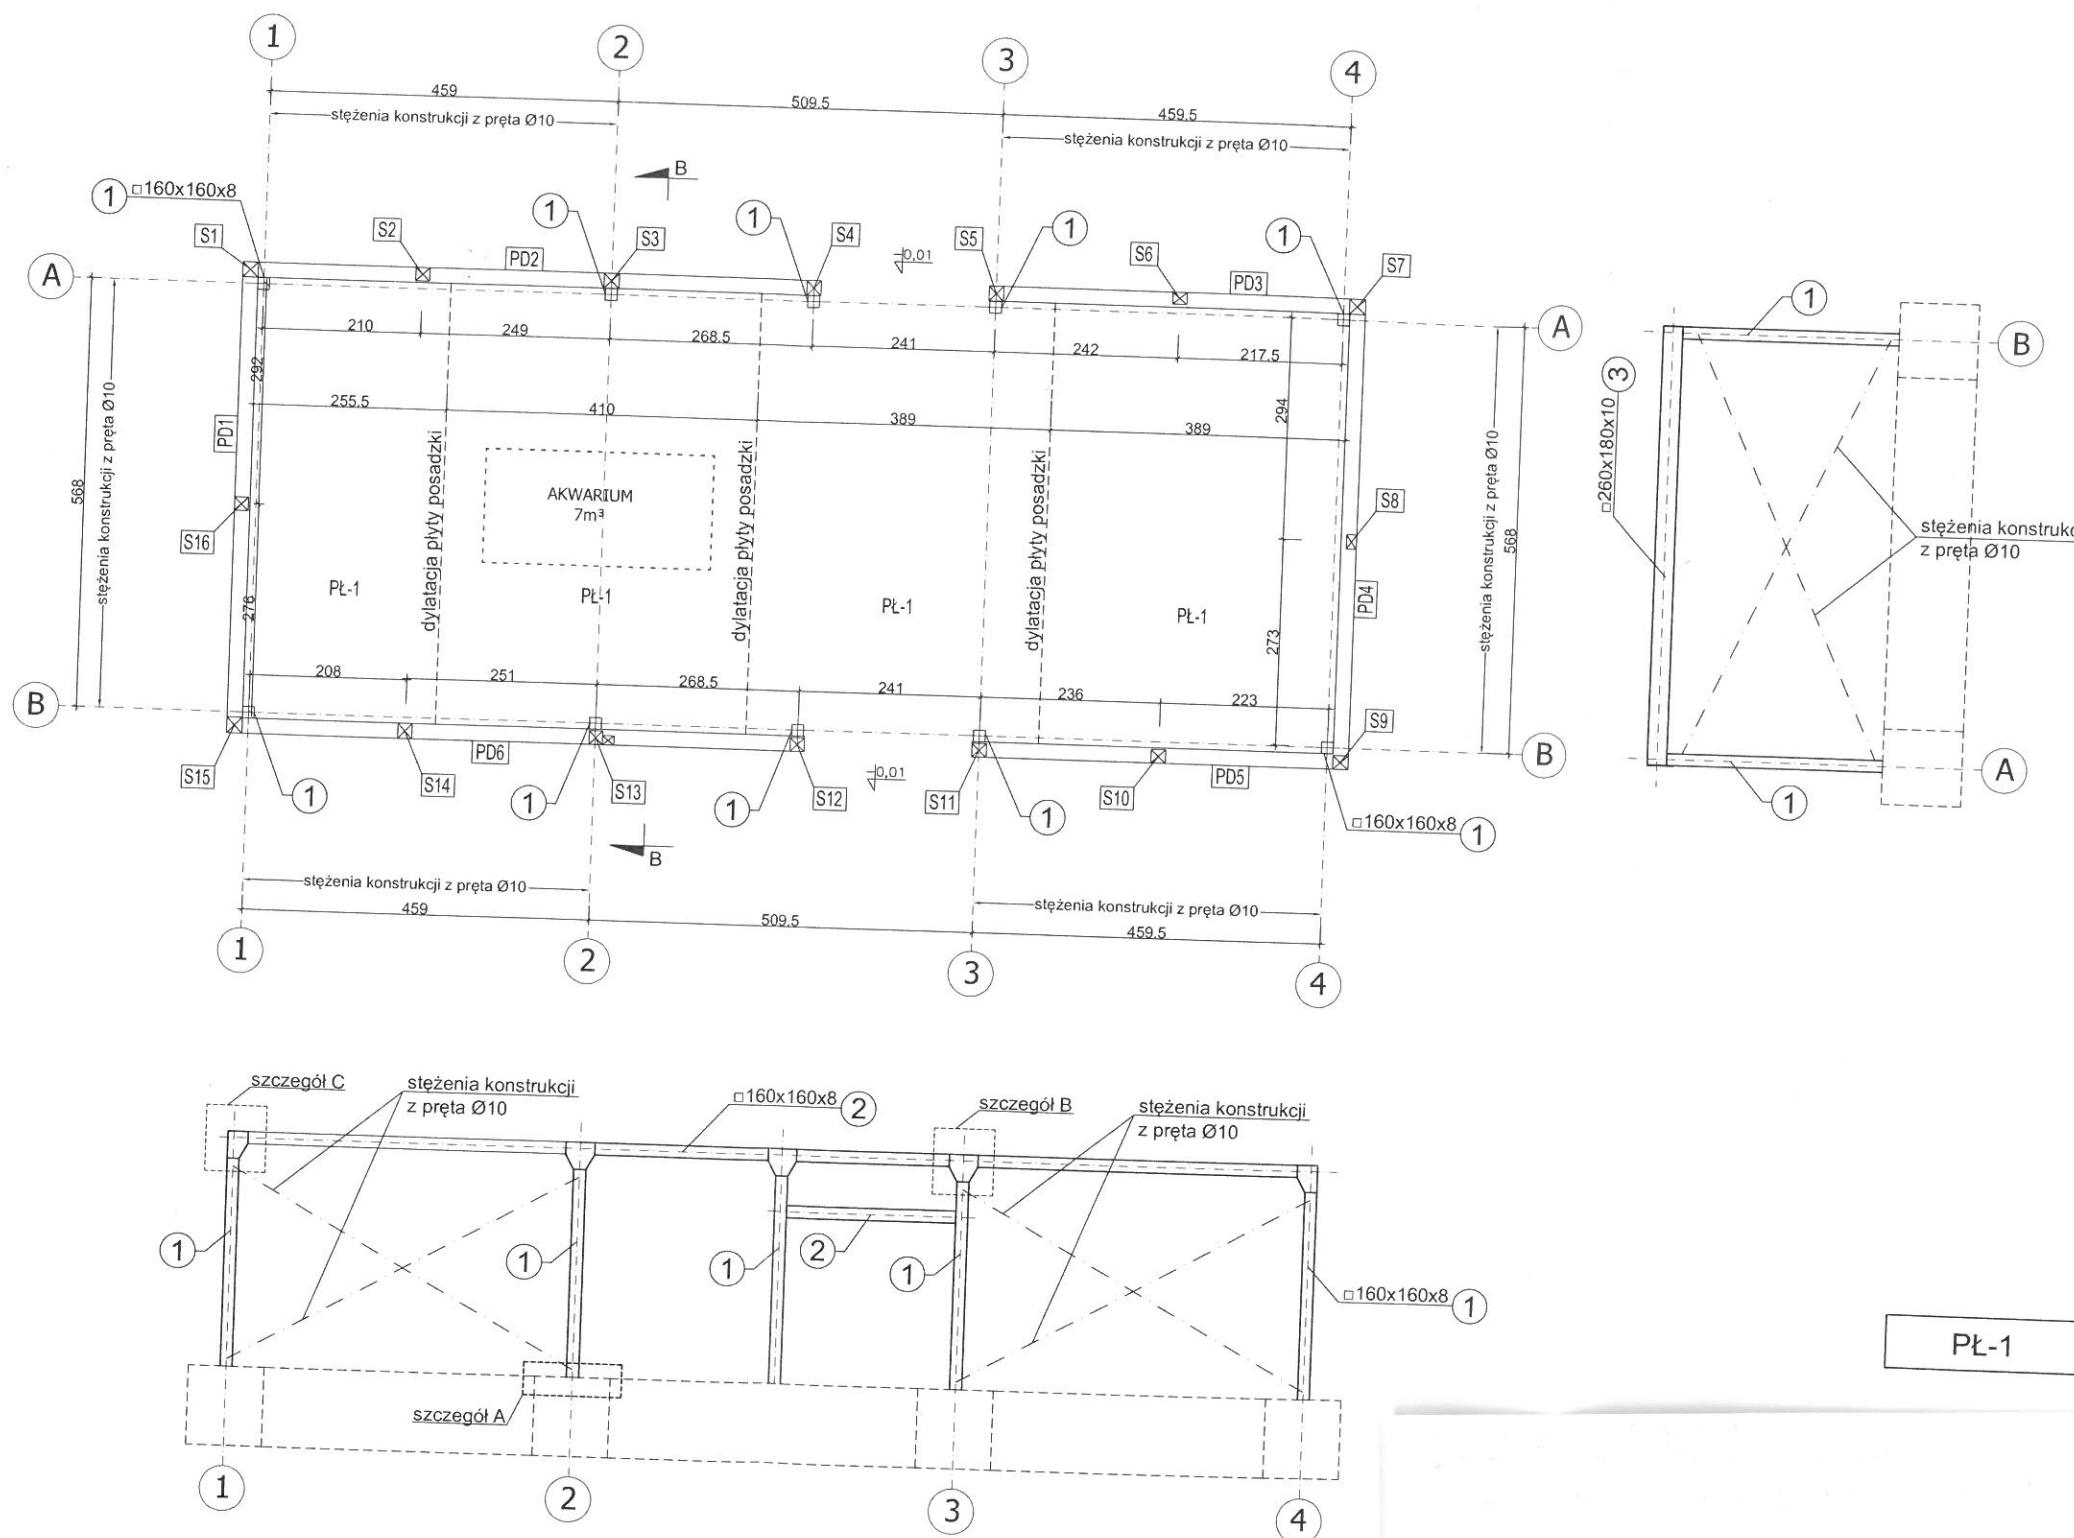 1
2
3
4
459
509.5
459.5
stężenia konstrukcji z pręta Ø10
stężenia konstrukcji z pręta Ø10
B
1
□160x160x8
1
1
1
1
S1
S2
PD2
S3
S4
-0,01
S5
S6
PD3
S7
A
A
210
249
268.5
241
242
217.5
292
294
255.5
410
389
389
PD1
568
stężenia konstrukcji z pręta Ø10
dylatacja płyty posadzki
AKWARIUM
7m³
dylatacja płyty posadzki
dylatacja płyty posadzki
stężenia konstrukcji z pręta Ø10
568
S8
S16
PD4
PŁ-1
PŁ-1
PŁ-1
PŁ-1
276
273
208
251
268.5
241
236
223
B
B
S15
S14
PD6
S13
S12
-0,01
S11
S10
PD5
S9
1
1
1
1
□160x160x8
1
B
stężenia konstrukcji z pręta Ø10
stężenia konstrukcji z pręta Ø10
459
509.5
459.5
1
2
3
4
1
B
□260x180x10
3
stężenia konstrukc
z pręta Ø10
A
1
szczegół C
stężenia konstrukcji
z pręta Ø10
□160x160x8
2
szczegół B
stężenia konstrukcji
z pręta Ø10
1
1
1
2
1
□160x160x8
1
szczegół A
1
2
3
4
PŁ-1